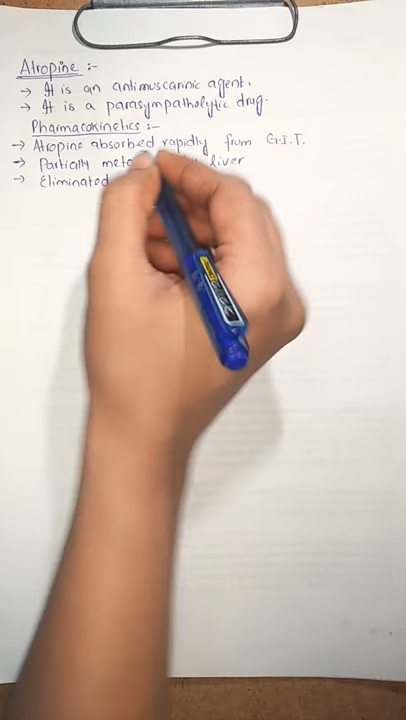 Atropine :-
→ It is an antimuscarinic agent.
→ It is a parasympatholytic drug.
Pharmacokinetics :-
→ Atropine absorbed rapidly from G.I.T.
→ Partially liver
→ Eliminated